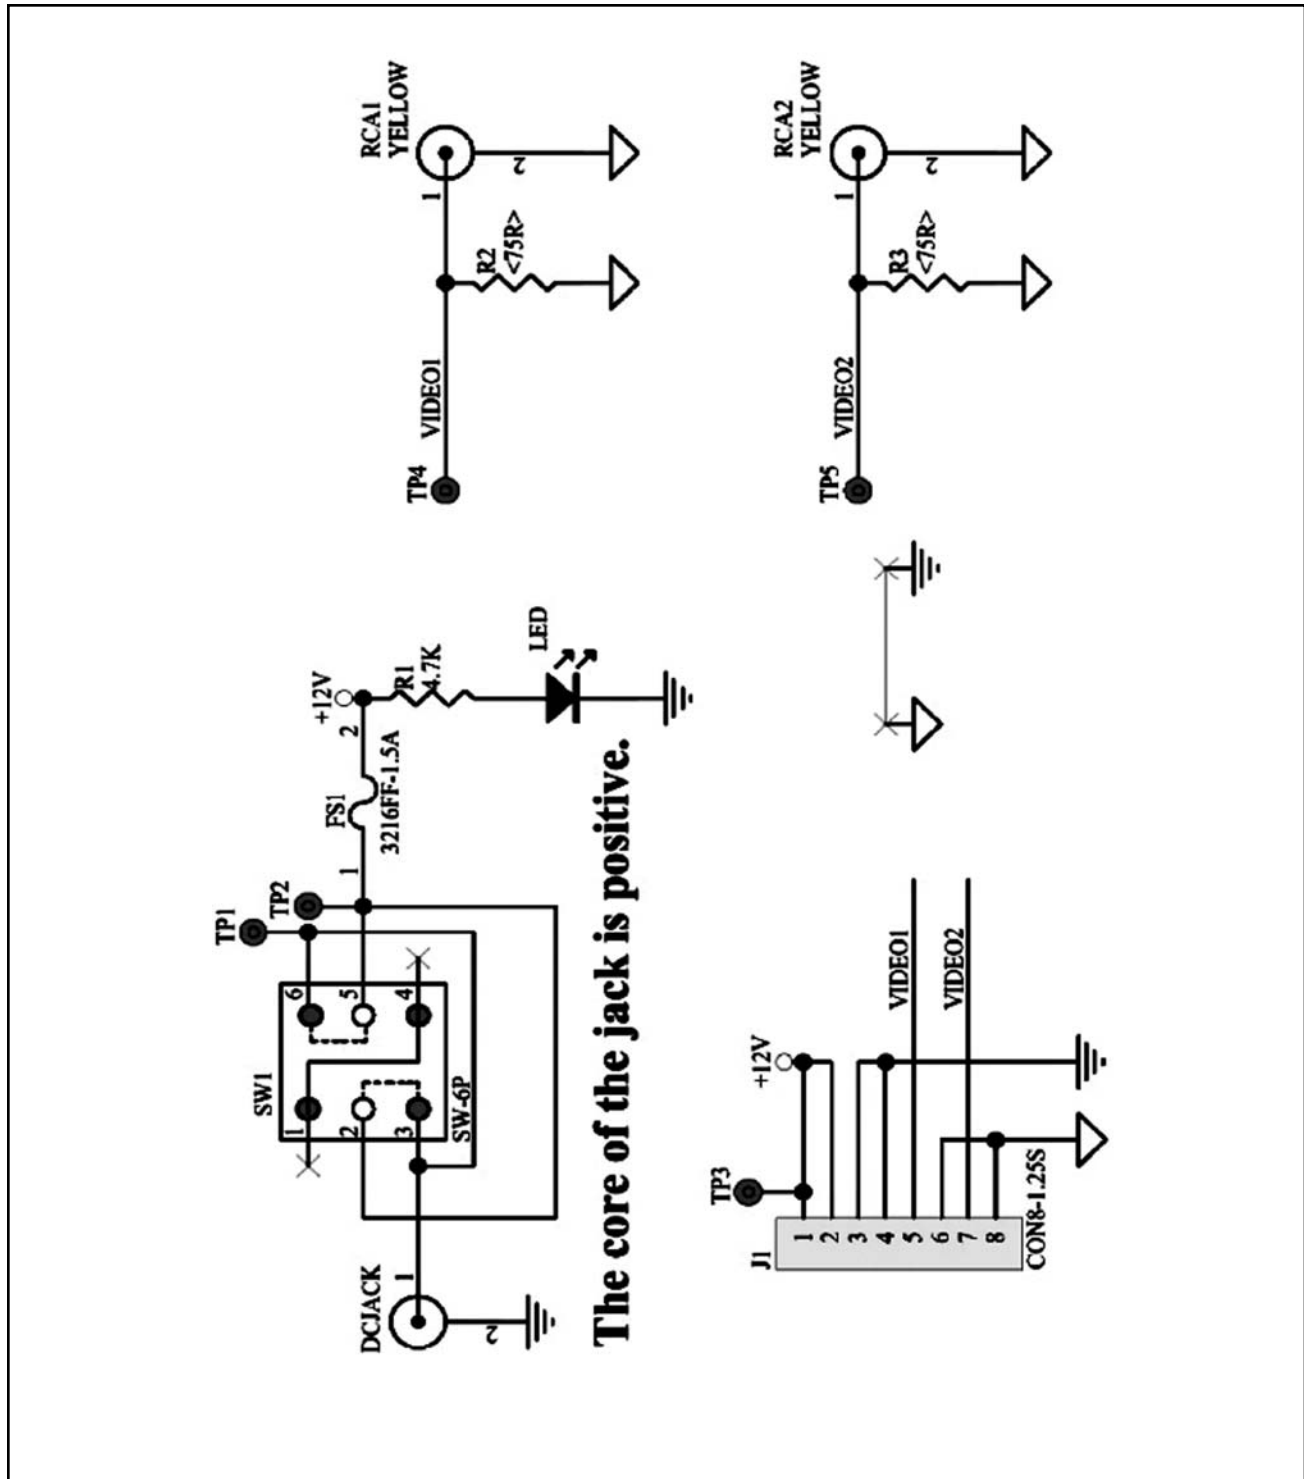 DCJACK
1
2
SW1
1
2
3
6
5
4
SW-6P
TP1
TP2
1
FS1
3216FF-1.5A
2
+12V
R1
4.7K
LED
The core of the jack is positive.
TP4
VIDEO1
R2
<75R>
1
2
RCA1
YELLOW
J1
1
2
3
4
5
6
7
8
CON8-1.25S
TP3
+12V
VIDEO1
VIDEO2
TP5
VIDEO2
R3
<75R>
1
2
RCA2
YELLOW